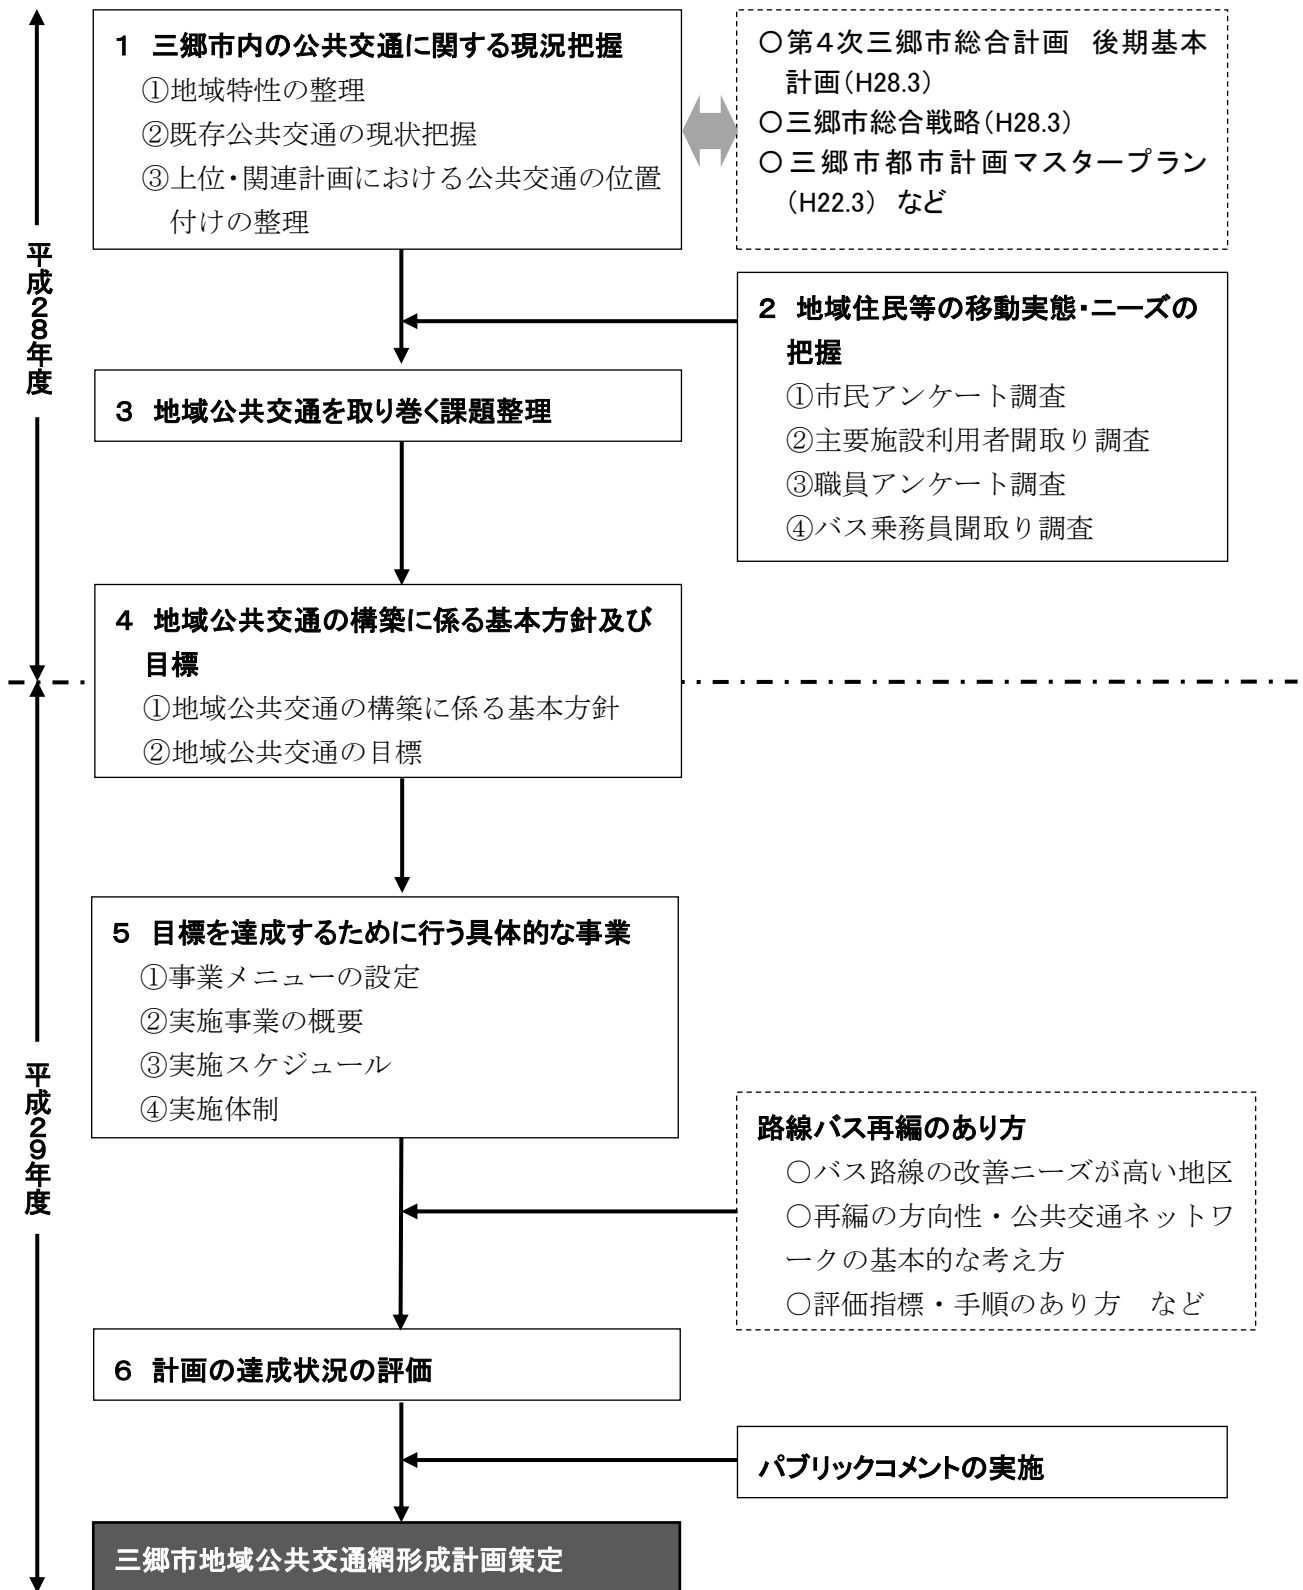 1 三郷市内の公共交通に関する現況把握
①地域特性の整理
②既存公共交通の現状把握
③上位・関連計画における公共交通の位置
付けの整理
○第4次三郷市総合計画 後期基本
計画(H28.3)
○三郷市総合戦略(H28.3)
○三郷市都市計画マスタープラン
(H22.3) など
平成28年度
2 地域住民等の移動実態・ニーズの
把握
①市民アンケート調査
②主要施設利用者聞取り調査
③職員アンケート調査
④バス乗務員聞取り調査
3 地域公共交通を取り巻く課題整理
4 地域公共交通の構築に係る基本方針及び
目標
①地域公共交通の構築に係る基本方針
②地域公共交通の目標
5 目標を達成するために行う具体的な事業
①事業メニューの設定
②実施事業の概要
③実施スケジュール
④実施体制
平成29年度
路線バス再編のあり方
○バス路線の改善ニーズが高い地区
○再編の方向性・公共交通ネットワ
ークの基本的な考え方
○評価指標・手順のあり方 など
6 計画の達成状況の評価
パブリックコメントの実施
三郷市地域公共交通網形成計画策定